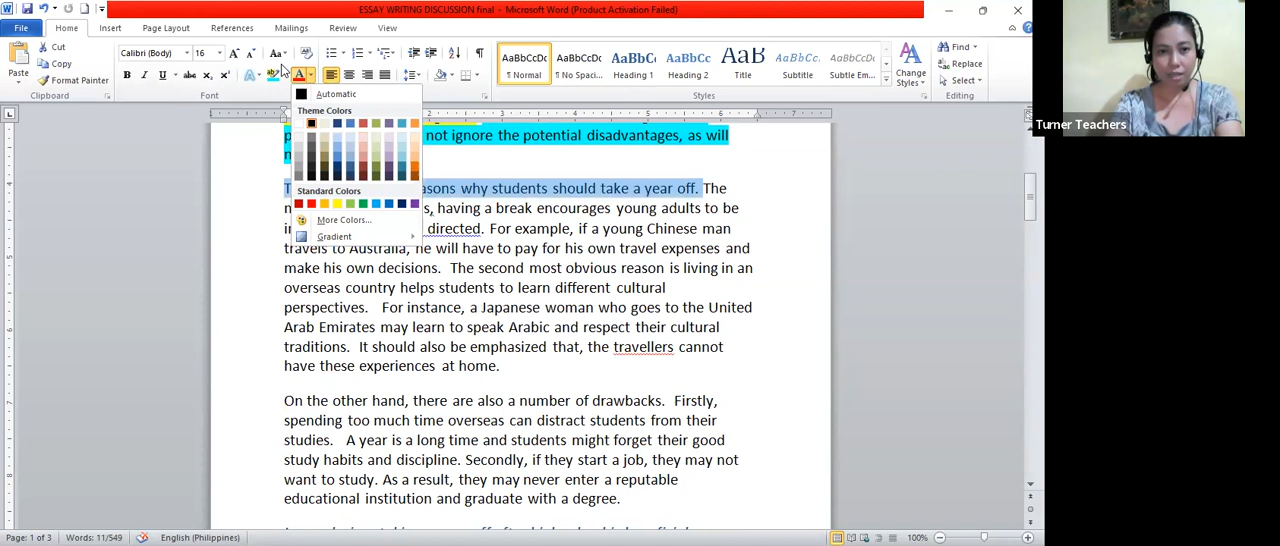 ESSAY WRITING DISCUSSION final - Microsoft Word (Product Activation Failed)
File Home Insert Page Layout References Mailings Review View
Cut
Copy
Format Painter
Paste
Clipboard
Calibri (Body) 16
Font
AaBbCcDc AaBbCcDc AaBbC AaBbCc AaB AaBbCc. AaBbCcDc
¶ Normal ¶ No Spaci... Heading 1 Heading 2 Title Subtitle Subtle Em...
Styles
Change Styles
Find
Replace
Select
Editing
Automatic
Theme Colors
Standard Colors
More Colors...
Gradient
Turner Teachers
not ignore the potential disadvantages, as will
asons why students should take a year off. The
s, having a break encourages young adults to be
directed. For example, if a young Chinese man
travels to Australia, he will have to pay for his own travel expenses and
make his own decisions. The second most obvious reason is living in an
overseas country helps students to learn different cultural
perspectives. For instance, a Japanese woman who goes to the United
Arab Emirates may learn to speak Arabic and respect their cultural
traditions. It should also be emphasized that, the travellers cannot
have these experiences at home.
On the other hand, there are also a number of drawbacks. Firstly,
spending too much time overseas can distract students from their
studies. A year is a long time and students might forget their good
study habits and discipline. Secondly, if they start a job, they may not
want to study. As a result, they may never enter a reputable
educational institution and graduate with a degree.
Page: 1 of 3 Words: 11/549 English (Philippines) 100%